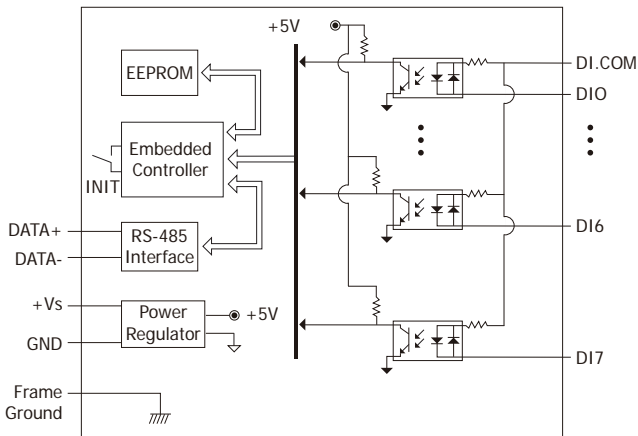 +5V
EEPROM
DI.COM
DIO
Embedded
Controller
INIT
DI6
DATA+
DATA-
RS-485
Interface
+Vs
GND
Power
Regulator
+5V
DI7
Frame
Ground